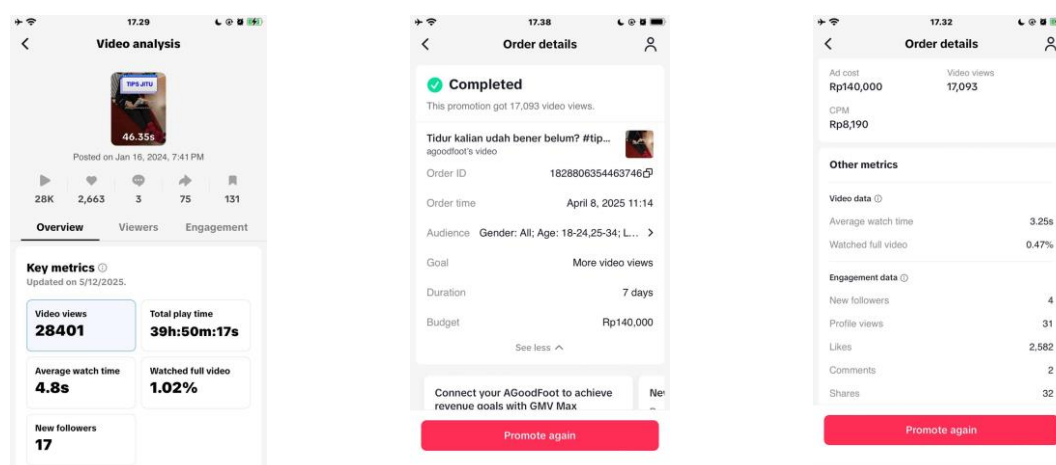 17.29
Video analysis
TIPS JITU
46.35s
Posted on Jan 16, 2024, 7:41 PM
28K 2,663 3 75 131
Overview Viewers Engagement
Key metrics
Updated on 5/12/2025.
Video views
28401
Total play time
39h:50m:17s
Average watch time
4.8s
Watched full video
1.02%
New followers
17
17.38
Order details
Completed
This promotion got 17,093 video views.
Tidur kalian udah bener belum? #tip...
agoodfoot's video
Order ID 1828806354463746
Order time April 8, 2025 11:14
Audience Gender: All; Age: 18-24,25-34; L...
Goal More video views
Duration 7 days
Budget Rp140,000
See less
Connect your AGoodFoot to achieve
revenue goals with GMV Max
Promote again
17.32
Order details
Ad cost
Rp140,000
Video views
17,093
CPM
Rp8,190
Other metrics
Video data
Average watch time 3.25s
Watched full video 0.47%
Engagement data
New followers 4
Profile views 31
Likes 2,582
Comments 2
Shares 32
Promote again